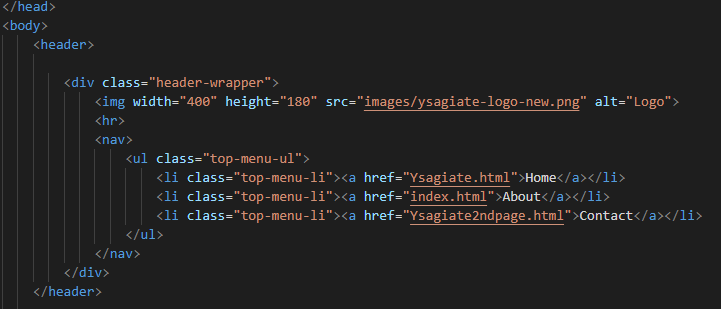 </head>
<body>
<header>
<div class="header-wrapper">
<img width="400" height="180" src="images/ysagiate-logo-new.png" alt="Logo">
<hr>
<nav>
<ul class="top-menu-ul">
<li class="top-menu-li"><a href="Ysagiate.html">Home</a></li>
<li class="top-menu-li"><a href="index.html">About</a></li>
<li class="top-menu-li"><a href="Ysagiate2ndpage.html">Contact</a></li>
</ul>
</nav>
</div>
</header>